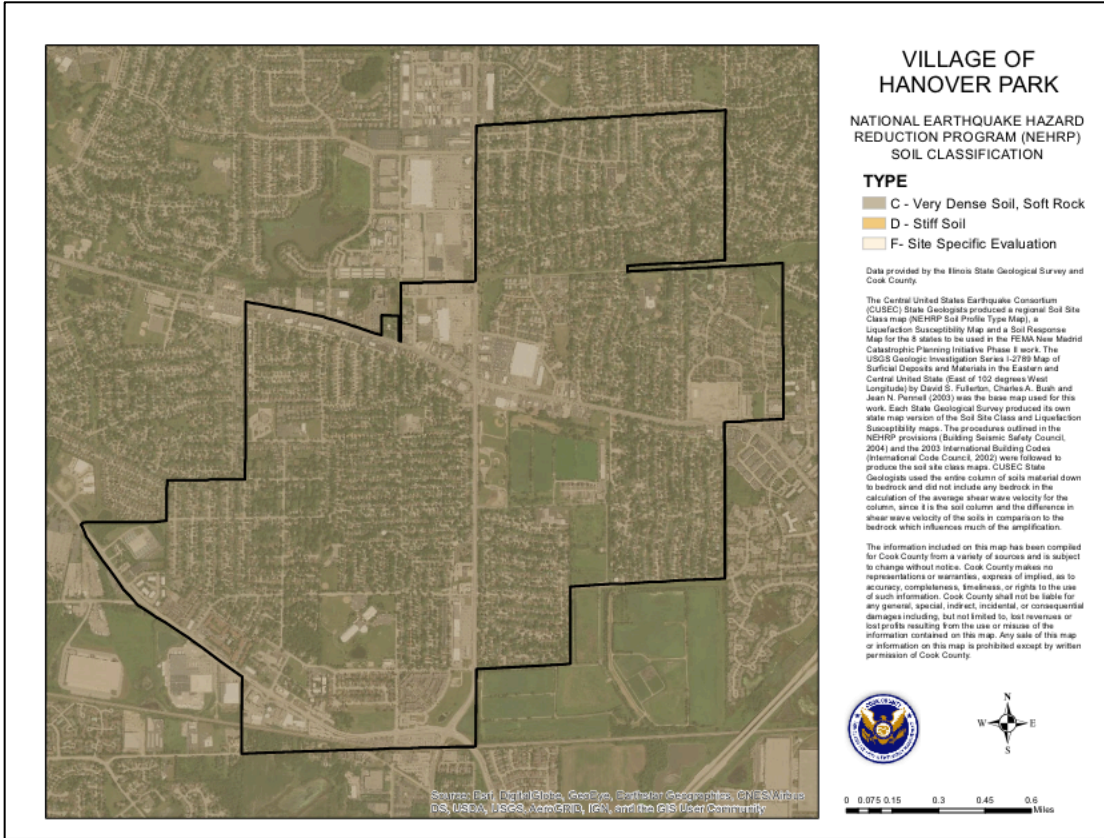 VILLAGE OF
HANOVER PARK
NATIONAL EARTHQUAKE HAZARD
REDUCTION PROGRAM (NEHRP)
SOIL CLASSIFICATION
TYPE
C - Very Dense Soil, Soft Rock
D - Stiff Soil
F- Site Specific Evaluation
Data provided by the Illinois State Geological Survey and
Cook County.
The Central United States Earthquake Consortium
(CUSEC) State Geologists produced a regional Soil Site
Class map (NEHRP Soil Profile Type Map), a
Liquefaction Susceptibility Map and a Soil Response
Map for the 8 states to be used in the FEMA New Madrid
Catastrophic Planning Initiative Phase II work. The
USGS Geologic Investigation Series I-2789 Map of
Surficial Deposits and Materials in the Eastern and
Central United State (East of 102 degrees West
Longitude) by David S. Fullerton, Charles A. Bush and
Jean N. Pennell (2003) was the base map used for this
work. Each State Geological Survey produced its own
state map version of the Soil Site Class and Liquefaction
Susceptibility maps. The procedures outlined in the
NEHRP provisions (Building Seismic Safety Council,
2004) and the 2003 International Building Codes
(International Code Council, 2002) were followed to
produce the soil site class maps. CUSEC State
Geologists used the entire column of soils material down
to bedrock and did not include any bedrock in the
calculation of the average shear wave velocity for the
column, since it is the soil column and the difference in
shear wave velocity of the soils in comparison to the
bedrock which influences much of the amplification.
The information included on this map has been compiled
for Cook County from a variety of sources and is subject
to change without notice. Cook County makes no
representations or warranties, express of implied, as to
accuracy, completeness, timeliness, or rights to the use
of such information. Cook County shall not be liable for
any general, special, indirect, incidental, or consequential
damages including, but not limited to, lost revenues or
lost profits resulting from the use or misuse of the
information contained on this map. Any sale of this map
or information on this map is prohibited except by written
permission of Cook County.
N
W E
S
0 0.075 0.15 0.3 0.45 0.6
Miles
Source: Esri, DigitalGlobe, GeoEye, Earthstar Geographics, CNES/Airbus
DS, USDA, USGS, AeroGRID, IGN, and the GIS User Community